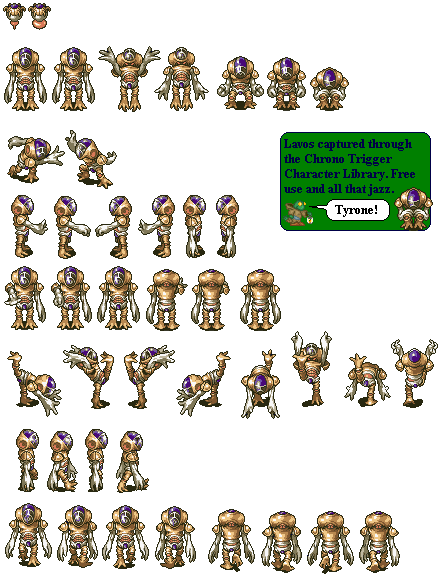 Lavos captured through
the Chrono Trigger
Character Library. Free
use and all that jazz.
Tyrone!